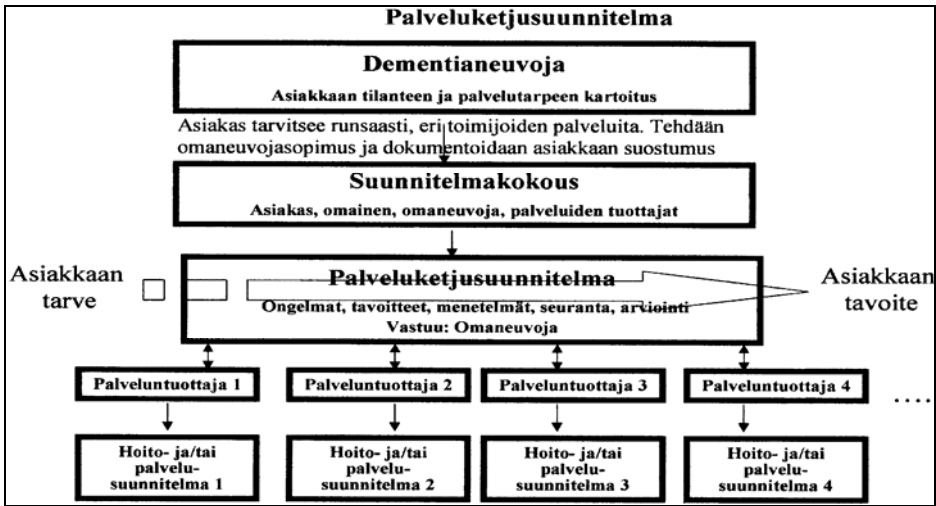 Palveluketjusuunnitelma
Dementianeuvoja
Asiakkaan tilanteen ja palvelutarpeen kartoitus
Asiakas tarvitsee runsaasti, eri toimijoiden palveluita. Tehdään
omaneuvojasopimus ja dokumentoidaan asiakkaan suostumus
Suunnitelmakokous
Asiakas, omainen, omaneuvoja, palveluiden tuottajat
Asiakkaan
tarve
Palveluketjusuunnitelma
Ongelmat, tavoitteet, menetelmät, seuranta, arviointi
Vastuu: Omaneuvoja
Asiakkaan
tavoite
Palveluntuottaja 1
Palveluntuottaja 2
Palveluntuottaja 3
Palveluntuottaja 4
....
Hoito- ja/tai
palvelu-
suunnitelma 1
Hoito- ja/tai
palvelu-
suunnitelma 2
Hoito- ja/tai
palvelu-
suunnitelma 3
Hoito- ja/tai
palvelu-
suunnitelma 4